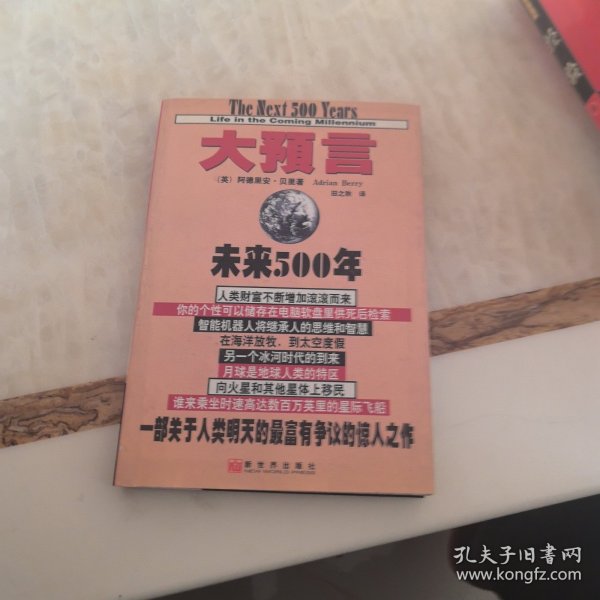 The Next 500 Years
Life in the Coming Millennium
大預言
(英) 阿德里安·贝里著 Adrian Berry
田之秋 译
未来500年
人类财富不断增加滚滚而来
你的个性可以储存在电脑软盘里供死后检索
智能机器人将继承人的思维和智慧
在海洋放牧，到太空度假
另一个冰河时代的到来
月球是地球人类的特区
向火星和其他星体上移民
谁来乘坐时速高达数百万英里的星际飞船
一部关于人类明天的最富有争议的惊人之作
新世界出版社
NEW WORLD PRESS
孔夫子旧书网
www.kongfz.com